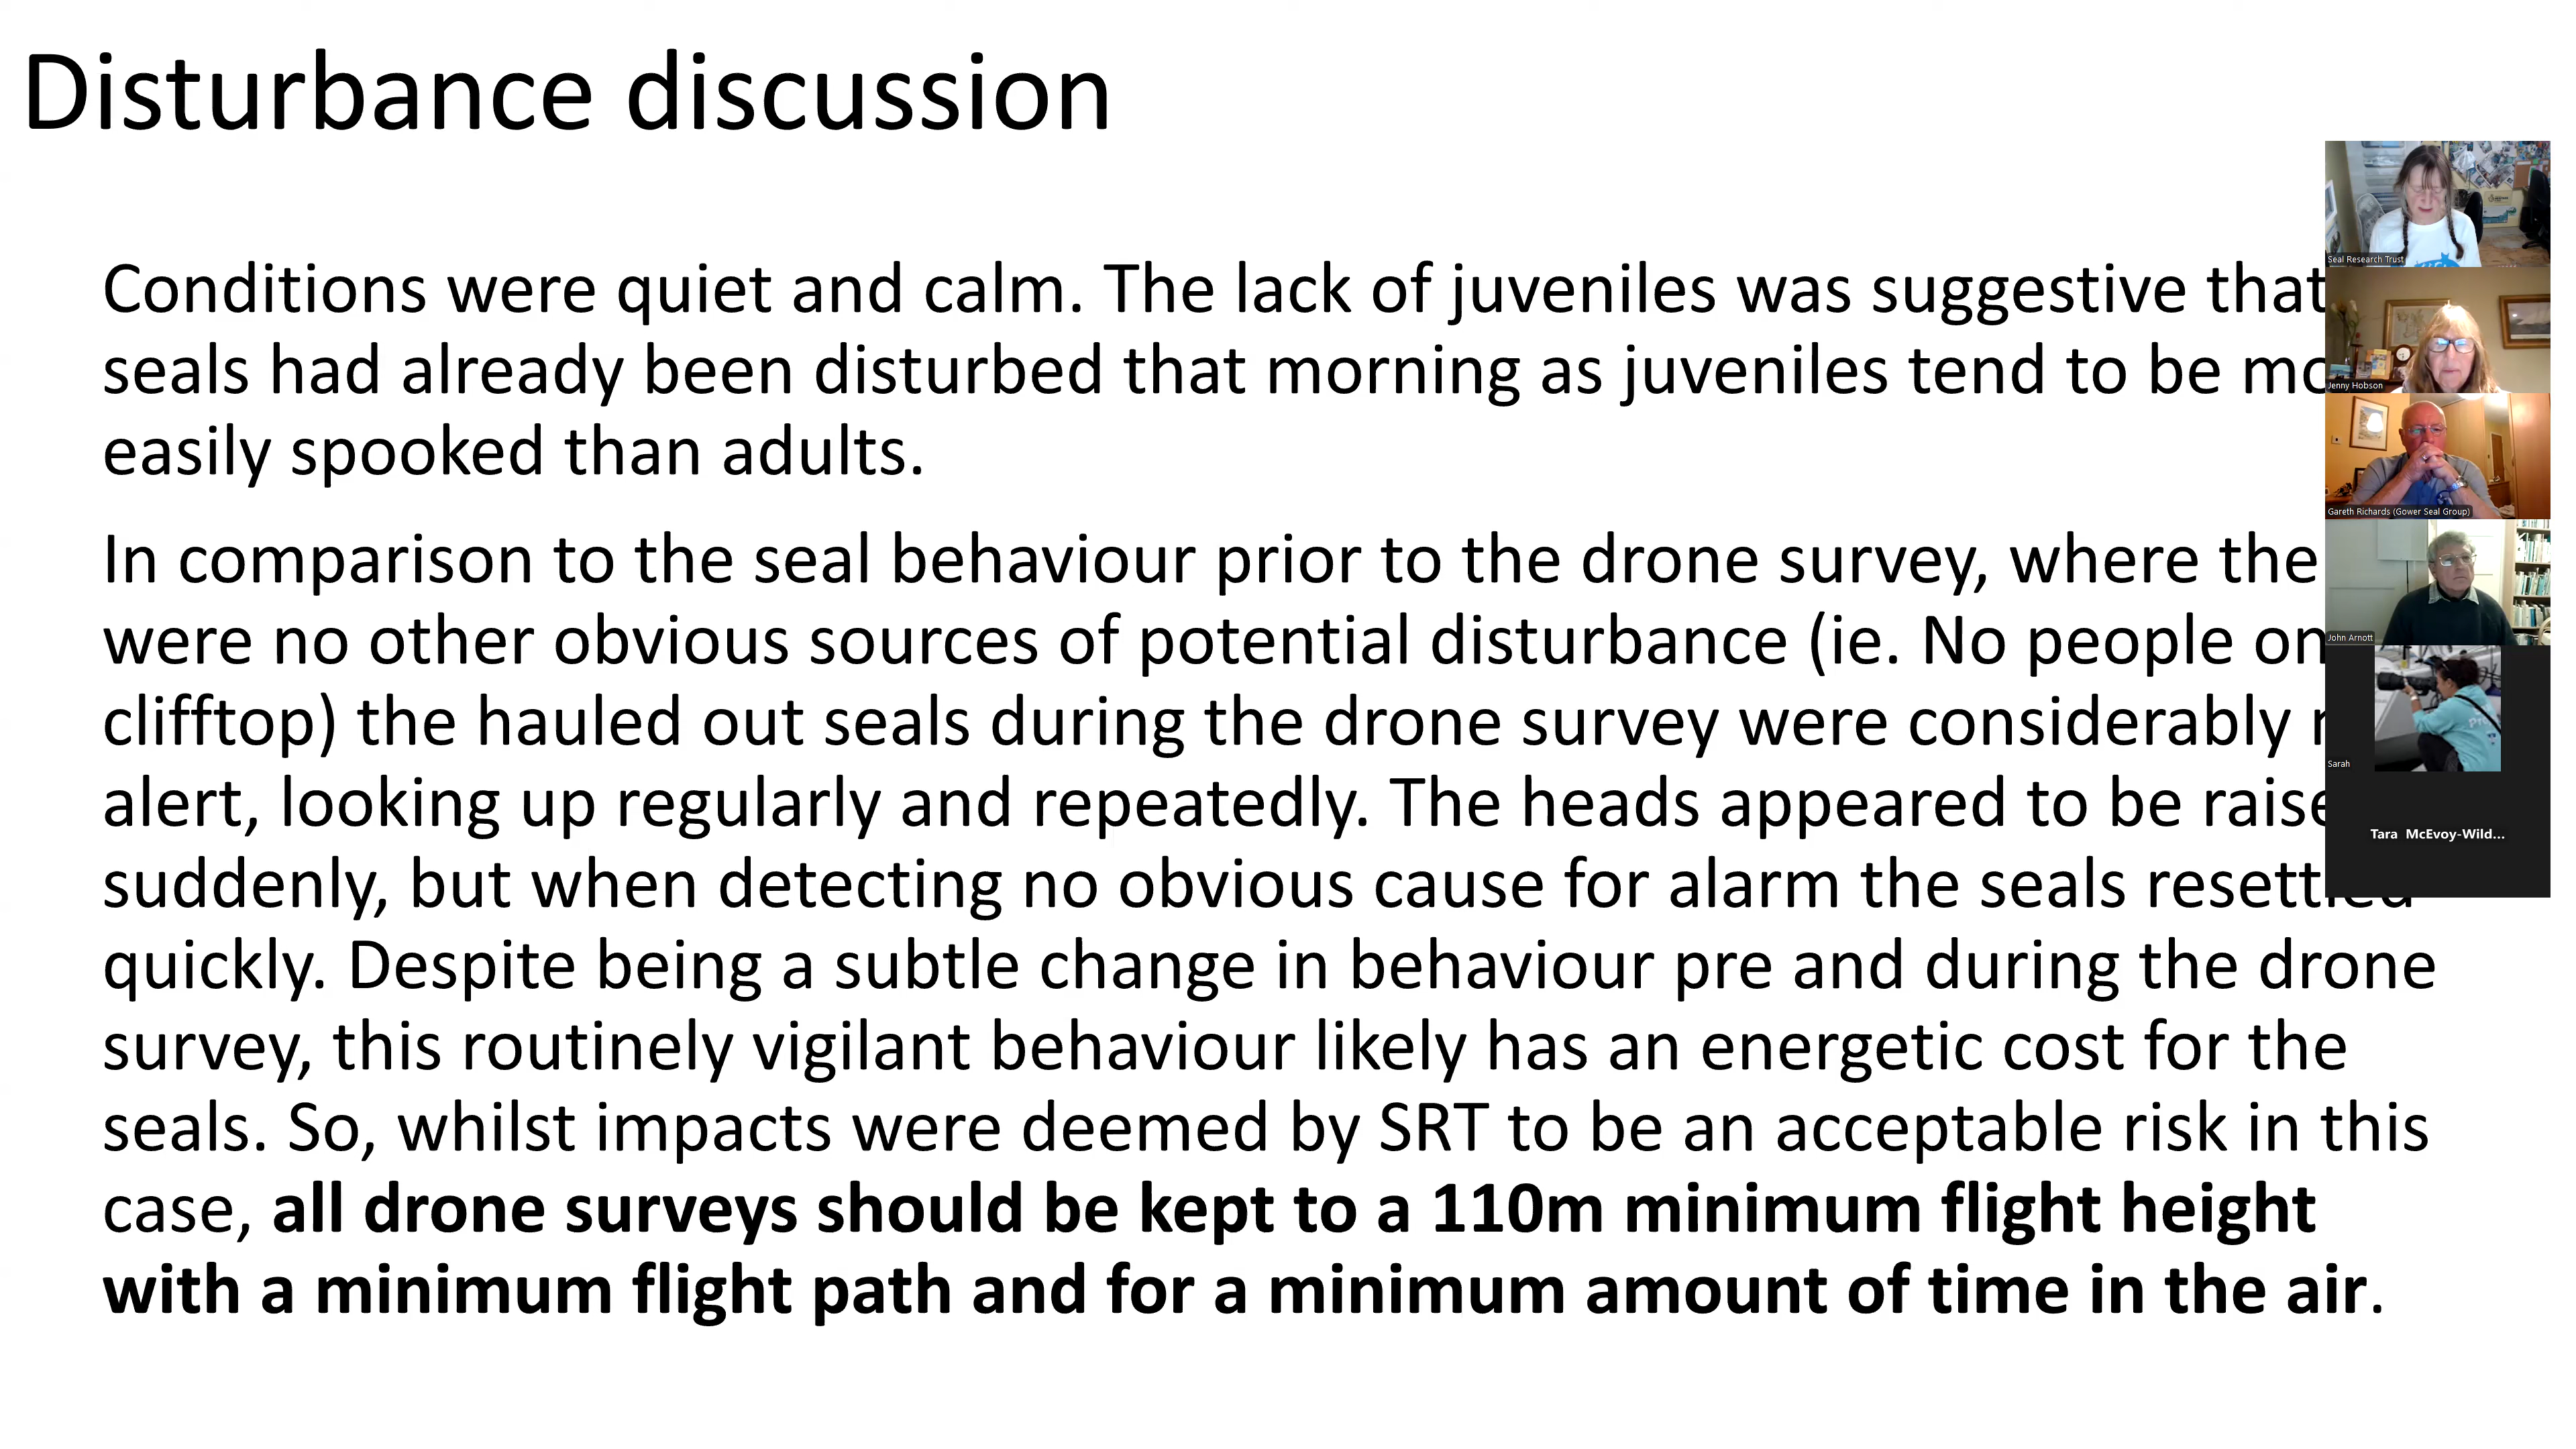 Disturbance discussion
Conditions were quiet and calm. The lack of juveniles was suggestive that
seals had already been disturbed that morning as juveniles tend to be
easily spooked than adults.
In comparison to the seal behaviour prior to the drone survey, where
were no other obvious sources of potential disturbance (ie. No people on
clifftop) the hauled out seals during the drone survey were considerably
alert, looking up regularly and repeatedly. The heads appeared to be
suddenly, but when detecting no obvious cause for alarm the seals resettled
quickly. Despite being a subtle change in behaviour pre and during the drone
survey, this routinely vigilant behaviour likely has an energetic cost for the
seals. So, whilst impacts were deemed by SRT to be an acceptable risk in this
case, all drone surveys should be kept to a 110m minimum flight height
with a minimum flight path and for a minimum amount of time in the air.
Seal Research Trust
Jenny Hobson
Gareth Richards (Gower Seal Group)
John Arnott
Sarah
Tara McEvoy-Wild...